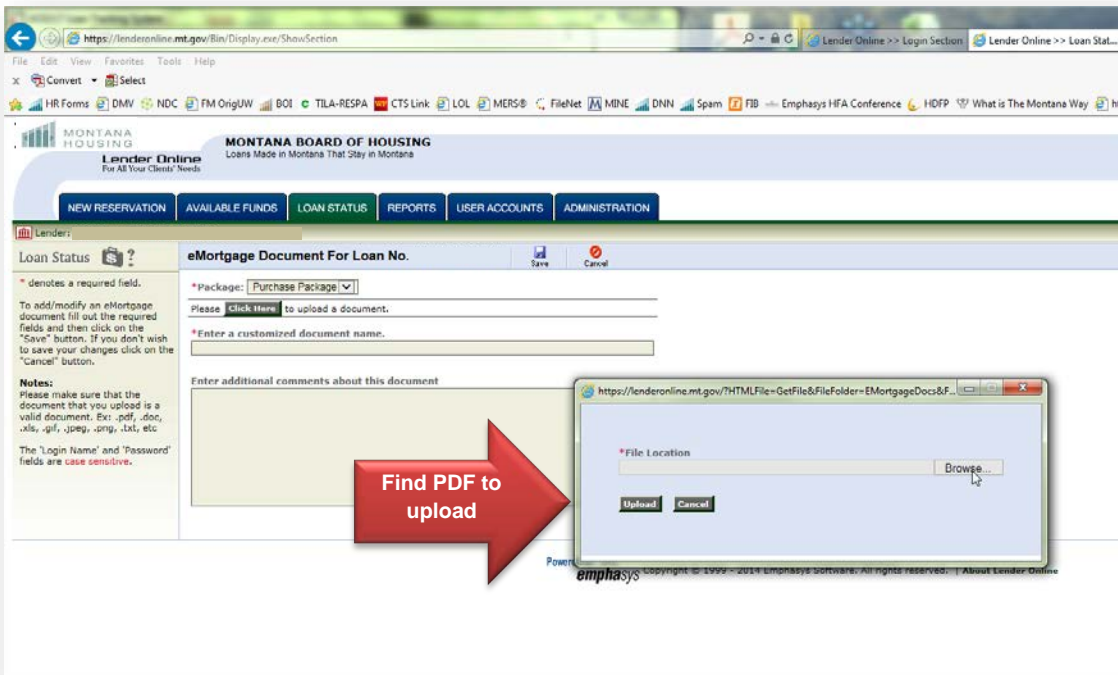 https://lenderonline.mt.gov/Bin/Display.exe/ShowSection
Lender Online >> Login Section
Lender Online >> Loan Stat...
File Edit View Favorites Tools Help
x Convert Select
HR Forms DMV NDC FM OrigUW BOI TILA-RESPA CTS Link LOL MERS® FileNet MINE DNN Spam FIB Emphasys HFA Conference HDFP What is The Montana Way
MONTANA
HOUSING
Lender Online
For All Your Clients' Needs
MONTANA BOARD OF HOUSING
Loans Made in Montana That Stay in Montana
NEW RESERVATION AVAILABLE FUNDS LOAN STATUS REPORTS USER ACCOUNTS ADMINISTRATION
Lender:
Loan Status ?
eMortgage Document For Loan No.
Save Cancel
* denotes a required field.
To add/modify an eMortgage
document fill out the required
fields and then click on the
"Save" button. If you don't wish
to save your changes click on the
"Cancel" button.
Notes:
Please make sure that the
document that you upload is a
valid document. Ex: .pdf, .doc,
.xls, .gif, .jpeg, .png, .txt, etc
The 'Login Name' and 'Password'
fields are case sensitive.
*Package: Purchase Package
Please Click Here to upload a document.
*Enter a customized document name.
Enter additional comments about this document
https://lenderonline.mt.gov/?HTMLFile=GetFile&FileFolder=EMortgageDocs&F...
*File Location
Browse...
Upload Cancel
Find PDF to
upload
emphasys Copyright © 1999 - 2014 Emphasys Software. All rights reserved. | About Lender Online